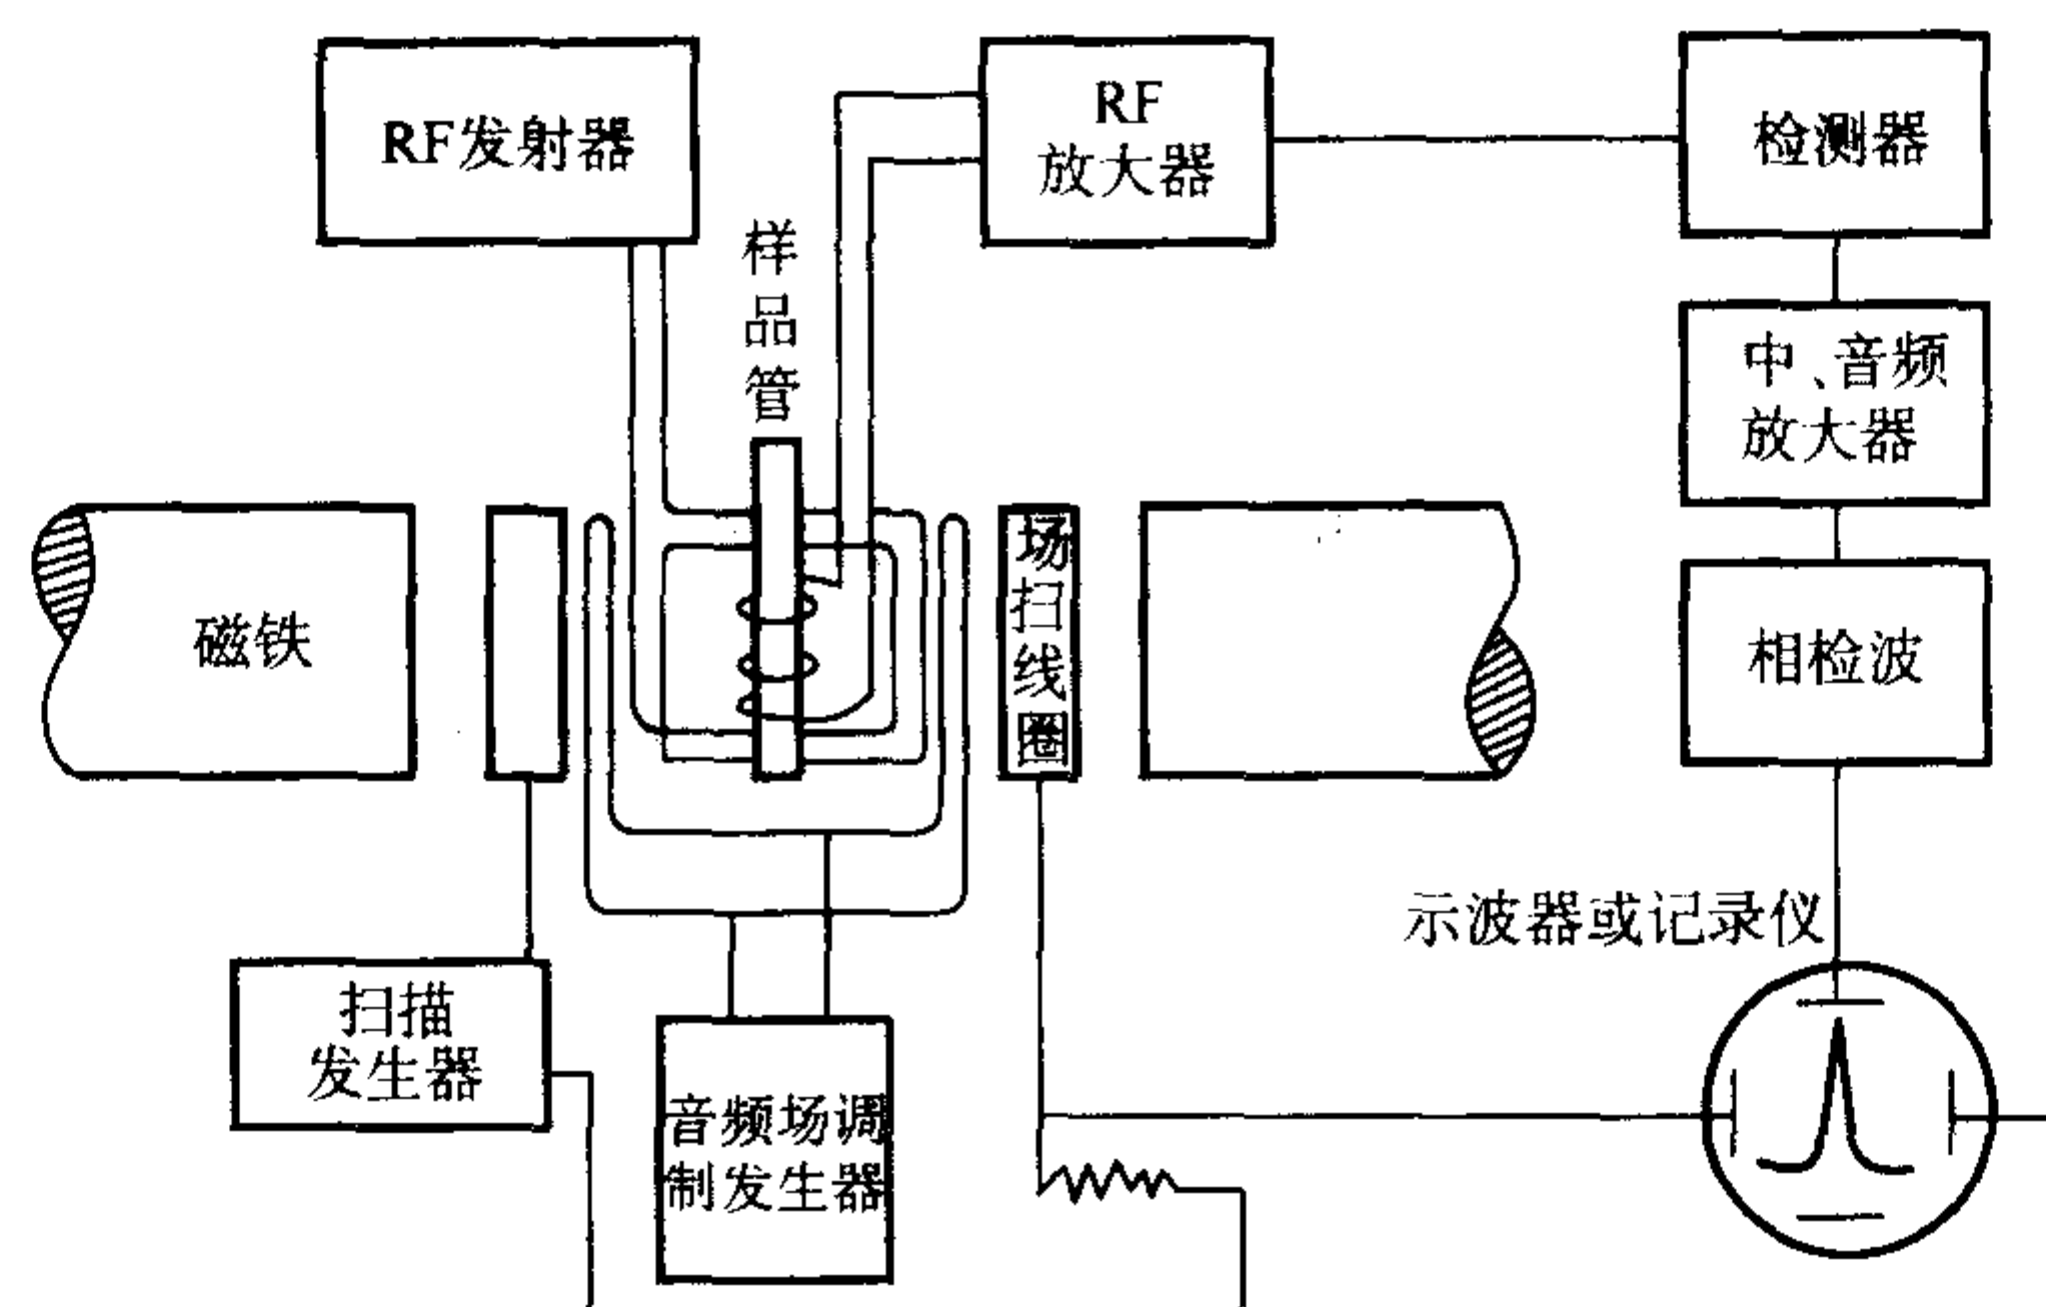 RF发射器
RF
放大器
检测器
样
品
管
中、音频
放大器
磁铁
场
扫
线
圈
相检波
示波器或记录仪
扫描
发生器
音频场调
制发生器